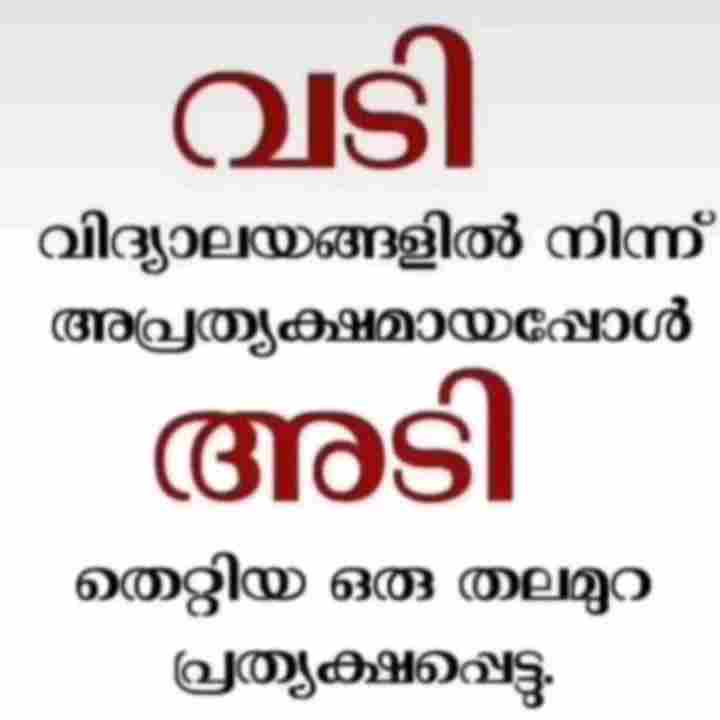 വടി
വിദ്യാലയങ്ങളിൽ നിന്ന്
അപ്രത്യക്ഷമായപ്പോൾ
അടി
തെറ്റിയ ഒരു തലമുറ
പ്രത്യക്ഷപ്പെട്ടു.